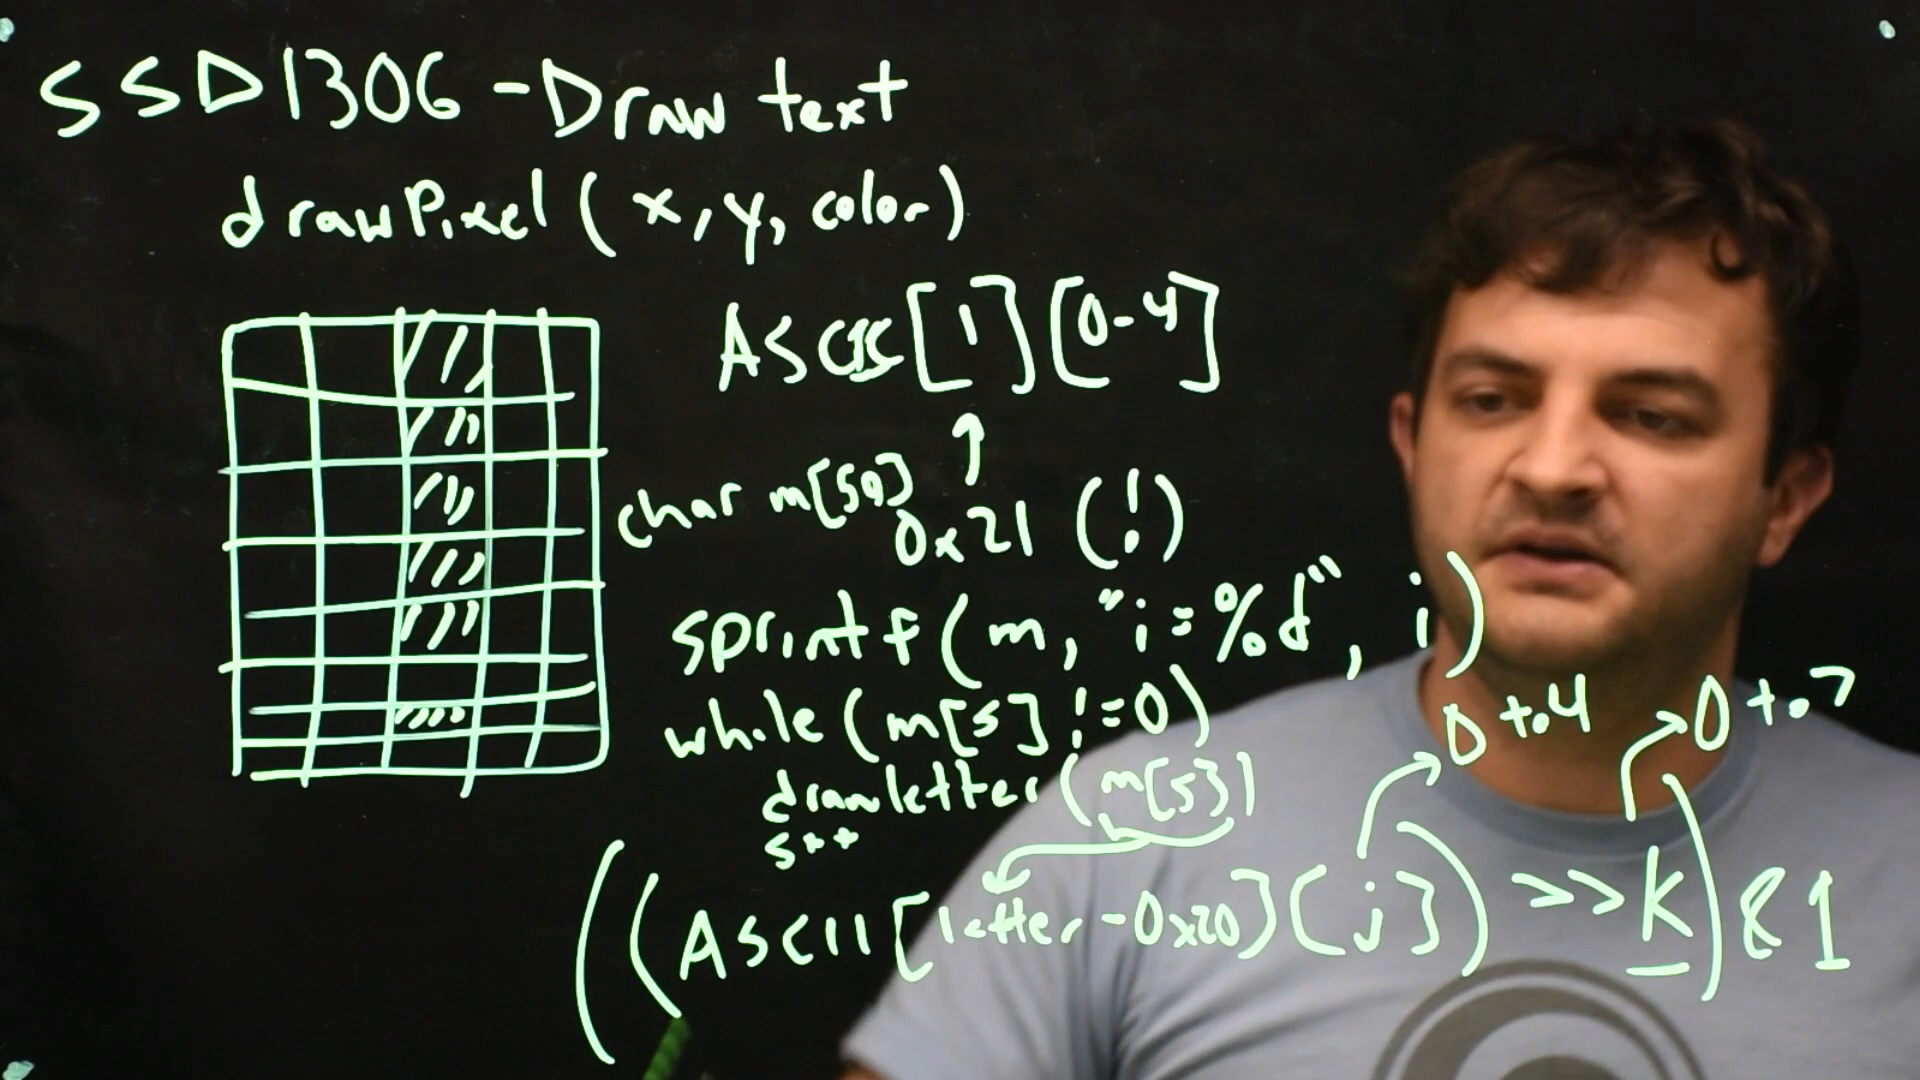 SSD1306 - Draw text
drawPixel(x,y,color)
ASCII[1][0-4]
char m[50]
0x21 (!)
sprintf(m, "i=%d", i)
while(m[s]!=0)
drawletter(m[s])
s++
0 to 4
0 to 7
((ASCII[letter-0x20][j])>>k)&1